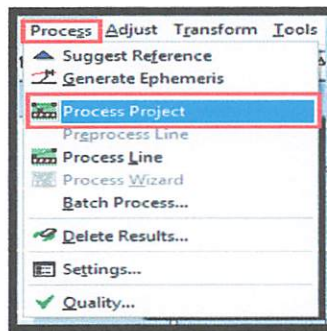 Process Adjust Transform Tools
Suggest Reference
Generate Ephemeris
Process Project
Preprocess Line
Process Line
Process Wizard
Batch Process...
Delete Results...
Settings...
Quality...